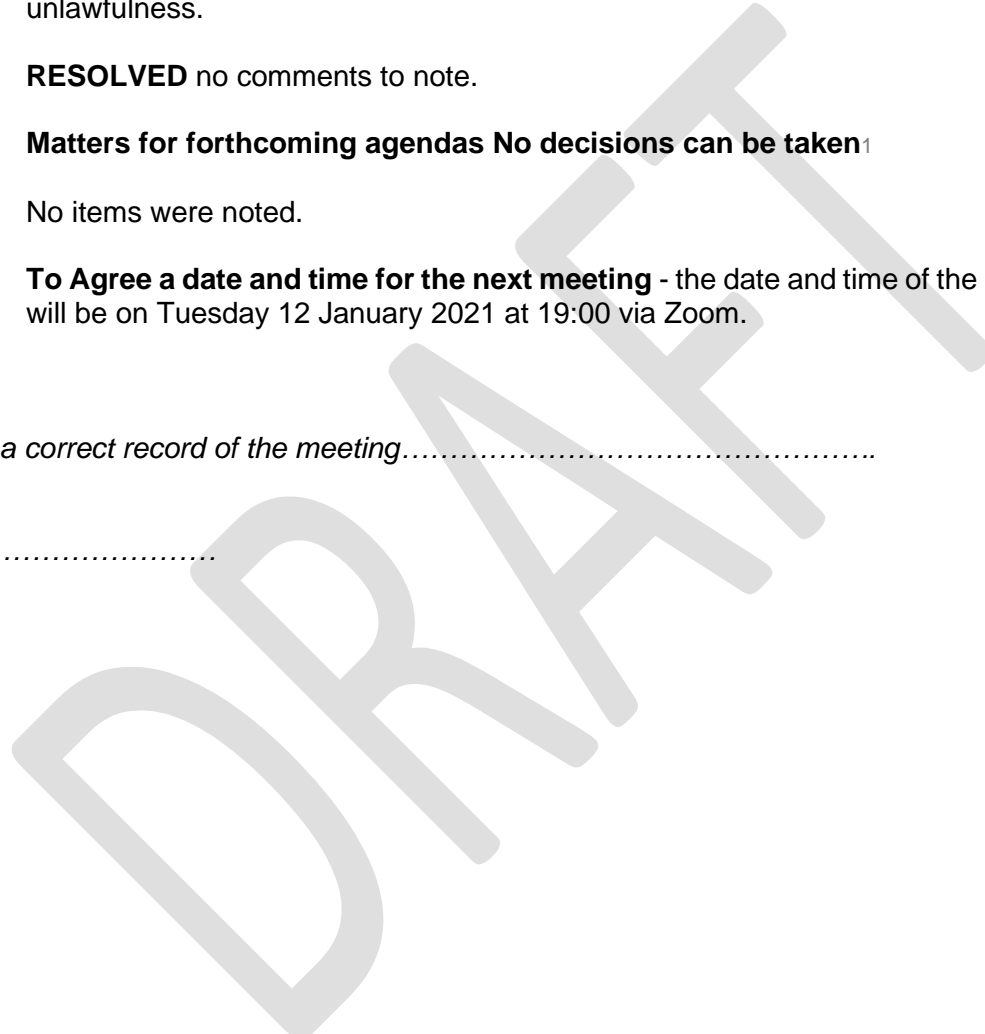 unlawfulness.
RESOLVED no comments to note.
Matters for forthcoming agendas No decisions can be taken1
No items were noted.
To Agree a date and time for the next meeting - the date and time of the
will be on Tuesday 12 January 2021 at 19:00 via Zoom.
a correct record of the meeting………………………………………….
…………………
DRAFT